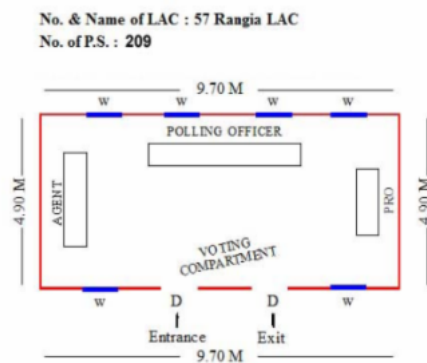 No. & Name of LAC : 57 Rangia LAC
No. of P.S. : 209
9.70 M
W W W W
POLLING OFFICER
4.90 M
AGENT
PRO
4.90 M
VOTING
COMPARTMENT
W D D W
Entrance Exit
9.70 M